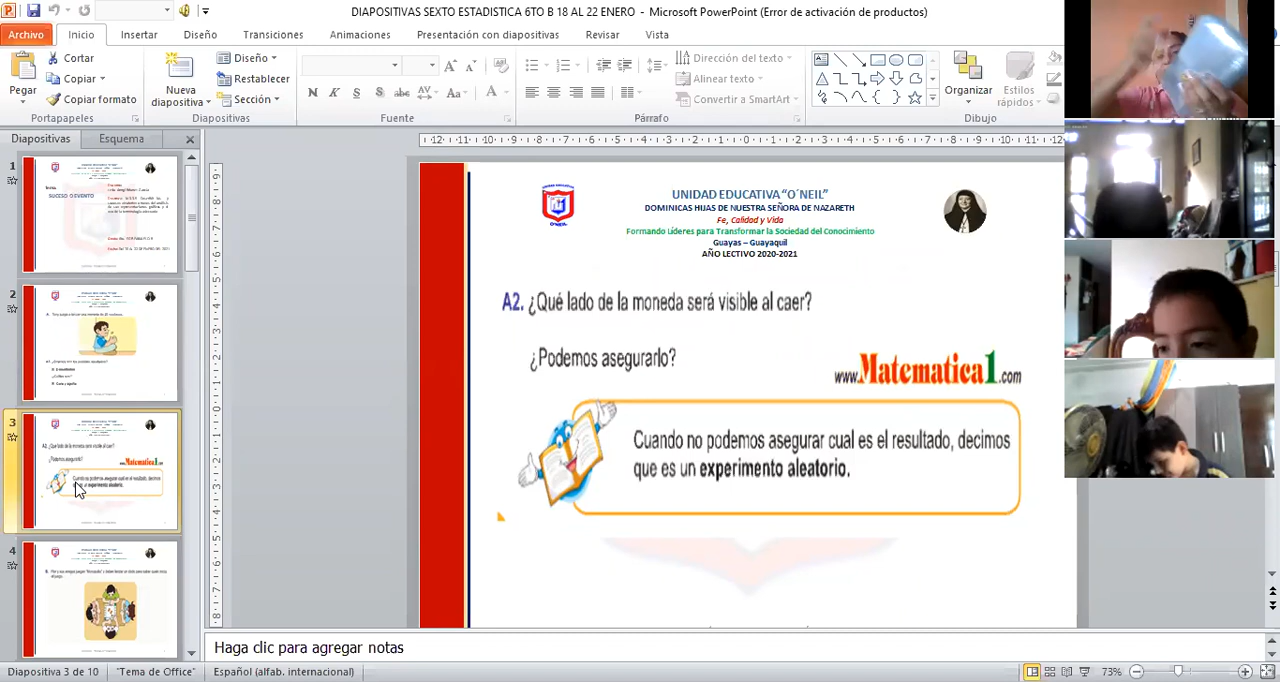 DIAPOSITIVAS SEXTO ESTADISTICA 6TO B 18 AL 22 ENERO - Microsoft PowerPoint (Error de activación de productos)
Archivo Inicio Insertar Diseño Transiciones Animaciones Presentación con diapositivas Revisar Vista
Pegar
Cortar
Copiar
Copiar formato
Portapapeles
Nueva
diapositiva
Diseño
Restablecer
Sección
Diapositivas
Fuente
Dirección del texto
Alinear texto
Convertir a SmartArt
Párrafo
Organizar
Estilos
rápidos
Dibujo
Diapositivas Esquema
1
SUCESO O EVENTO
2
3
4
UNIDAD EDUCATIVA "O´NEIL"
DOMINICAS HIJAS DE NUESTRA SEÑORA DE NAZARETH
Fe, Calidad y Vida
Formando Líderes para Transformar la Sociedad del Conocimiento
Guayas – Guayaquil
AÑO LECTIVO 2020-2021
A2. ¿Qué lado de la moneda será visible al caer?
¿Podemos asegurarlo?
www.Matematica1.com
Cuando no podemos asegurar cual es el resultado, decimos
que es un experimento aleatorio.
Haga clic para agregar notas
Diapositiva 3 de 10 "Tema de Office" Español (alfab. internacional) 73%